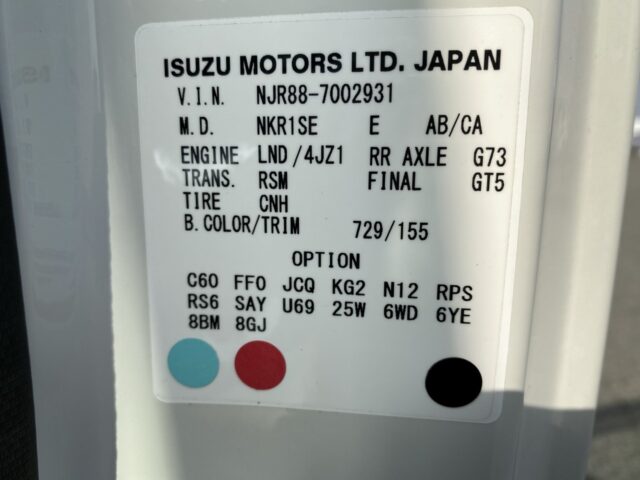 ISUZU MOTORS LTD. JAPAN
V.I.N. NJR88-7002931
M.D. NKR1SE E AB/CA
ENGINE LND/4JZ1 RR AXLE G73
TRANS. RSM FINAL GT5
TIRE CNH
B.COLOR/TRIM 729/155
OPTION
C60 FF0 JCQ KG2 N12 RPS
RS6 SAY U69 25W 6WD 6YE
8BM 8GJ